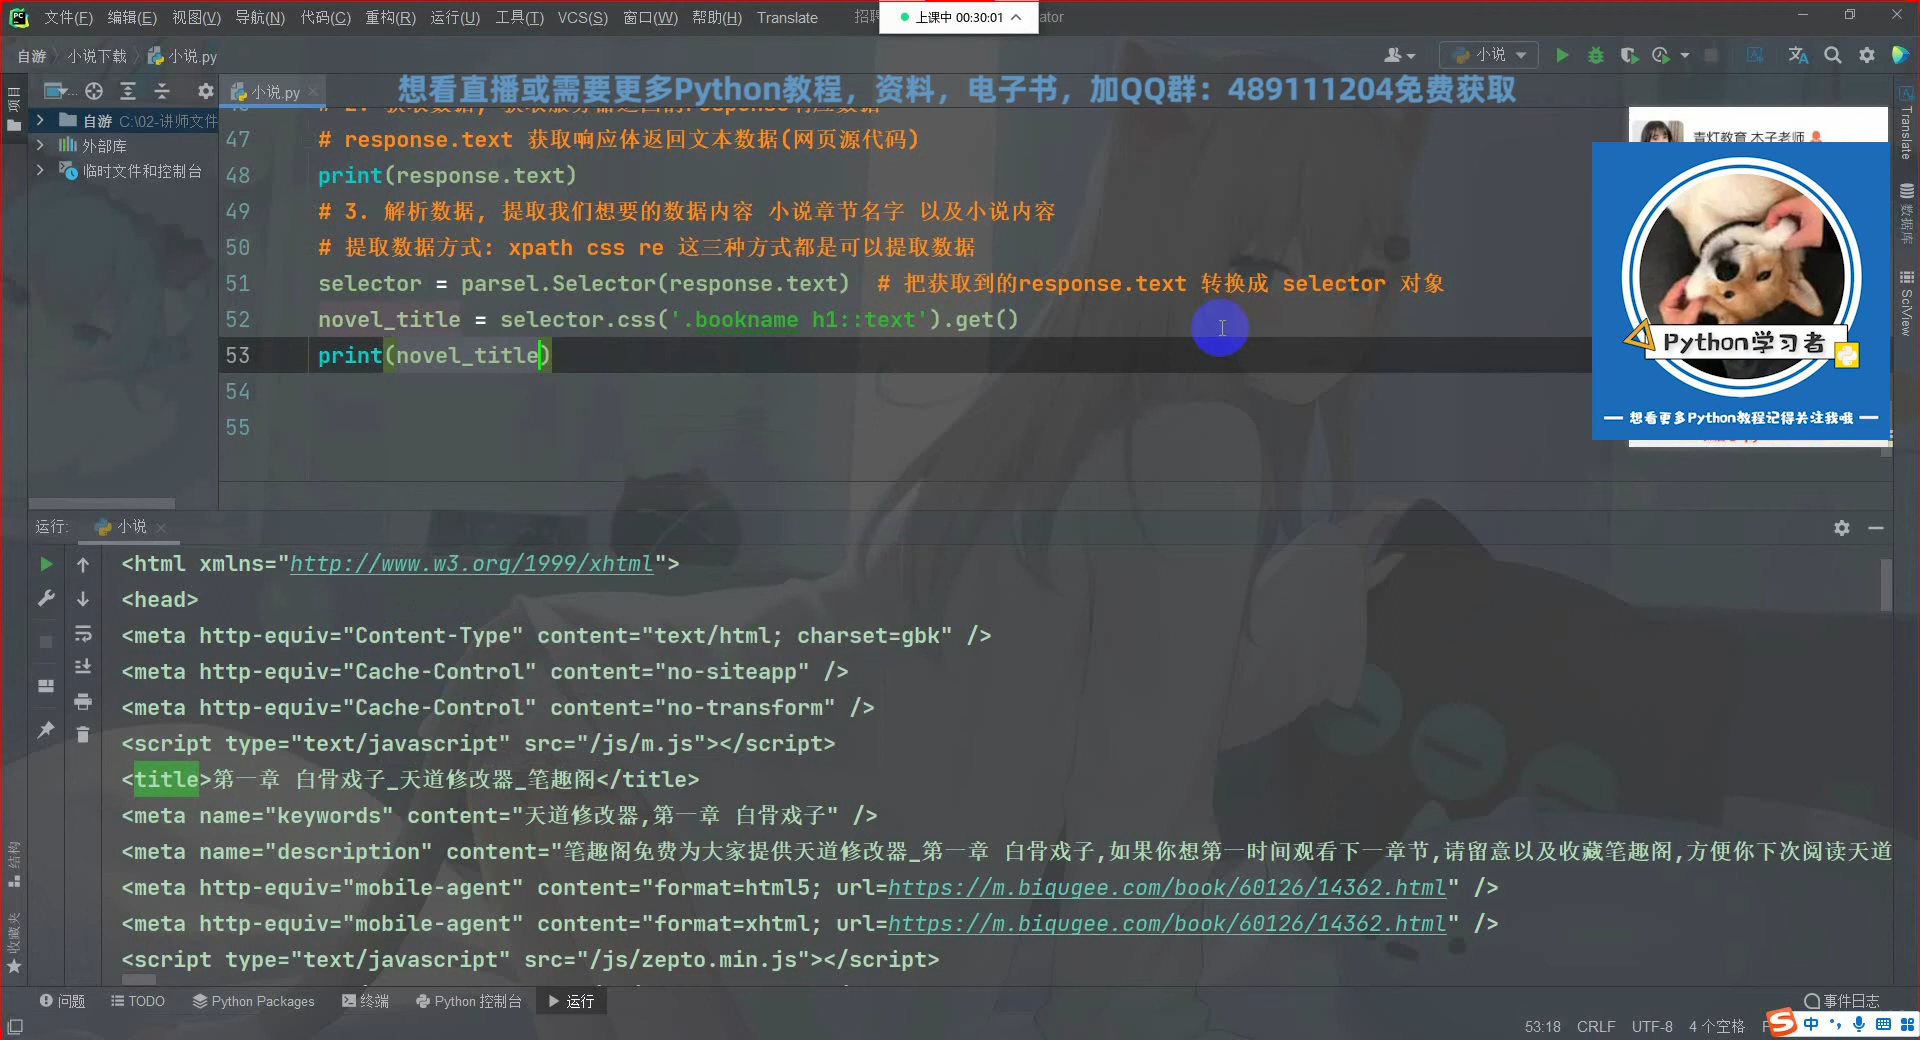 文件(F) 编辑(E) 视图(V) 导航(N) 代码(C) 重构(R) 运行(U) 工具(T) VCS(S) 窗口(W) 帮助(H) Translate
上课中 00:30:01
自游 小说下载 小说.py
小说
项目
小说.py
想看直播或需要更多Python教程，资料，电子书，加QQ群：489111204免费获取
自游 C:\02-讲师文件
外部库
临时文件和控制台
47 # response.text 获取响应体返回文本数据(网页源代码)
48 print(response.text)
49 # 3. 解析数据, 提取我们想要的数据内容 小说章节名字 以及小说内容
50 # 提取数据方式: xpath css re 这三种方式都是可以提取数据
51 selector = parsel.Selector(response.text) # 把获取到的response.text 转换成 selector 对象
52 novel_title = selector.css('.bookname h1::text').get()
53 print(novel_title)
54
55
青灯教育 木子老师
Python学习者
想看更多Python教程记得关注我哦
Translate
数据库
SciView
运行: 小说
<html xmlns="http://www.w3.org/1999/xhtml">
<head>
<meta http-equiv="Content-Type" content="text/html; charset=gbk" />
<meta http-equiv="Cache-Control" content="no-siteapp" />
<meta http-equiv="Cache-Control" content="no-transform" />
<script type="text/javascript" src="/js/m.js"></script>
<title>第一章 白骨戏子_天道修改器_笔趣阁</title>
<meta name="keywords" content="天道修改器,第一章 白骨戏子" />
<meta name="description" content="笔趣阁免费为大家提供天道修改器_第一章 白骨戏子,如果你想第一时间观看下一章节,请留意以及收藏笔趣阁,方便你下次阅读天道
<meta http-equiv="mobile-agent" content="format=html5; url=https://m.biqugee.com/book/60126/14362.html" />
<meta http-equiv="mobile-agent" content="format=xhtml; url=https://m.biqugee.com/book/60126/14362.html" />
<script type="text/javascript" src="/js/zepto.min.js"></script>
结构
收藏夹
问题 TODO Python Packages 终端 Python 控制台 运行
事件日志
53:18 CRLF UTF-8 4 个空格
中